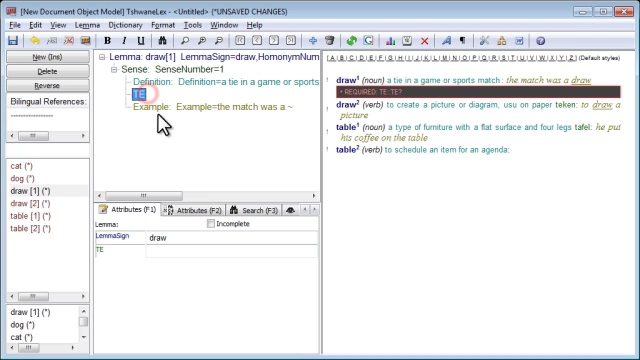 [New Document Object Model] TshwaneLex - <Untitled> (*UNSAVED CHANGES)
File Edit View Lemma Dictionary Format Tools Window Help
B I U
New (Ins)
Delete
Reverse
Bilingual References:
------------------
cat (*)
dog (*)
draw [1] (*)
draw [2] (*)
table [1] (*)
table [2] (*)
draw [1] (*)
dog (*)
cat (*)
Lemma: draw[1] LemmaSign=draw,HomonymNum
Sense: SenseNumber=1
Definition: Definition=a tie in a game or sports
TE
Example: Example=the match was a ~
Attributes (F1) Attributes (F2) Search (F3)
Lemma: Incomplete
LemmaSign draw
TE
|A|B|C|D|E|F|G|H|I|J|K|L|M|N|O|P|Q|R|S|T|U|V|W|X|Y|Z| (Default styles)
draw¹ (noun) a tie in a game or sports match: the match was a draw
* REQUIRED: TE: TE?
draw² (verb) to create a picture or diagram, usu on paper teken: to draw a
picture
table¹ (noun) a type of furniture with a flat surface and four legs tafel: he put
his coffee on the table
table² (verb) to schedule an item for an agenda: